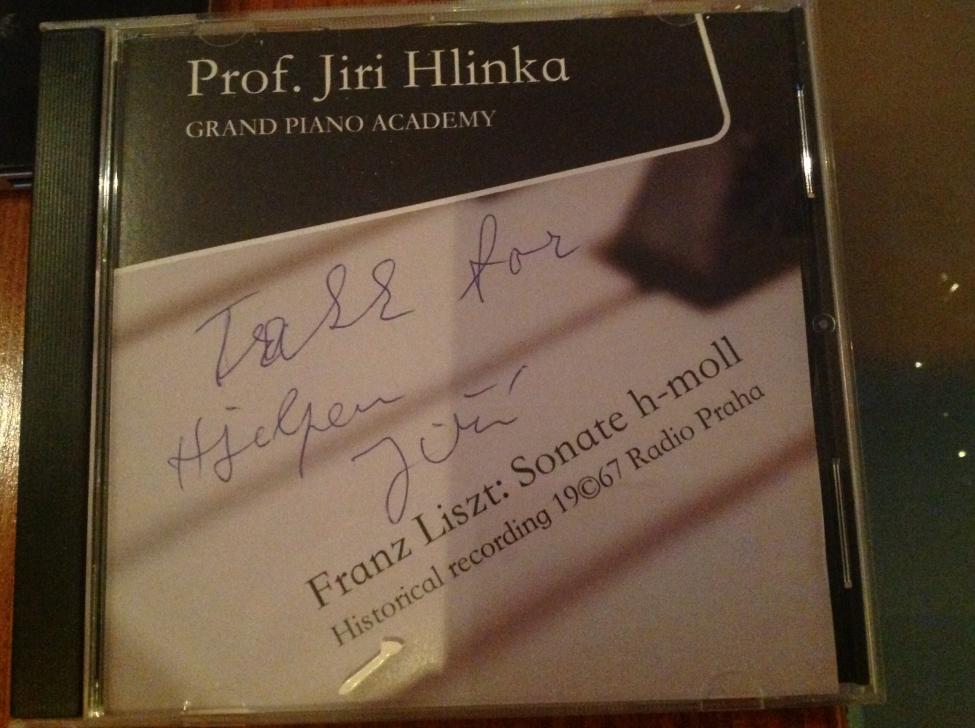 Prof. Jiri Hlinka
GRAND PIANO ACADEMY
Takk for
Hjelpen
Jiří
Franz Liszt: Sonate h-moll
Historical recording 19©67 Radio Praha